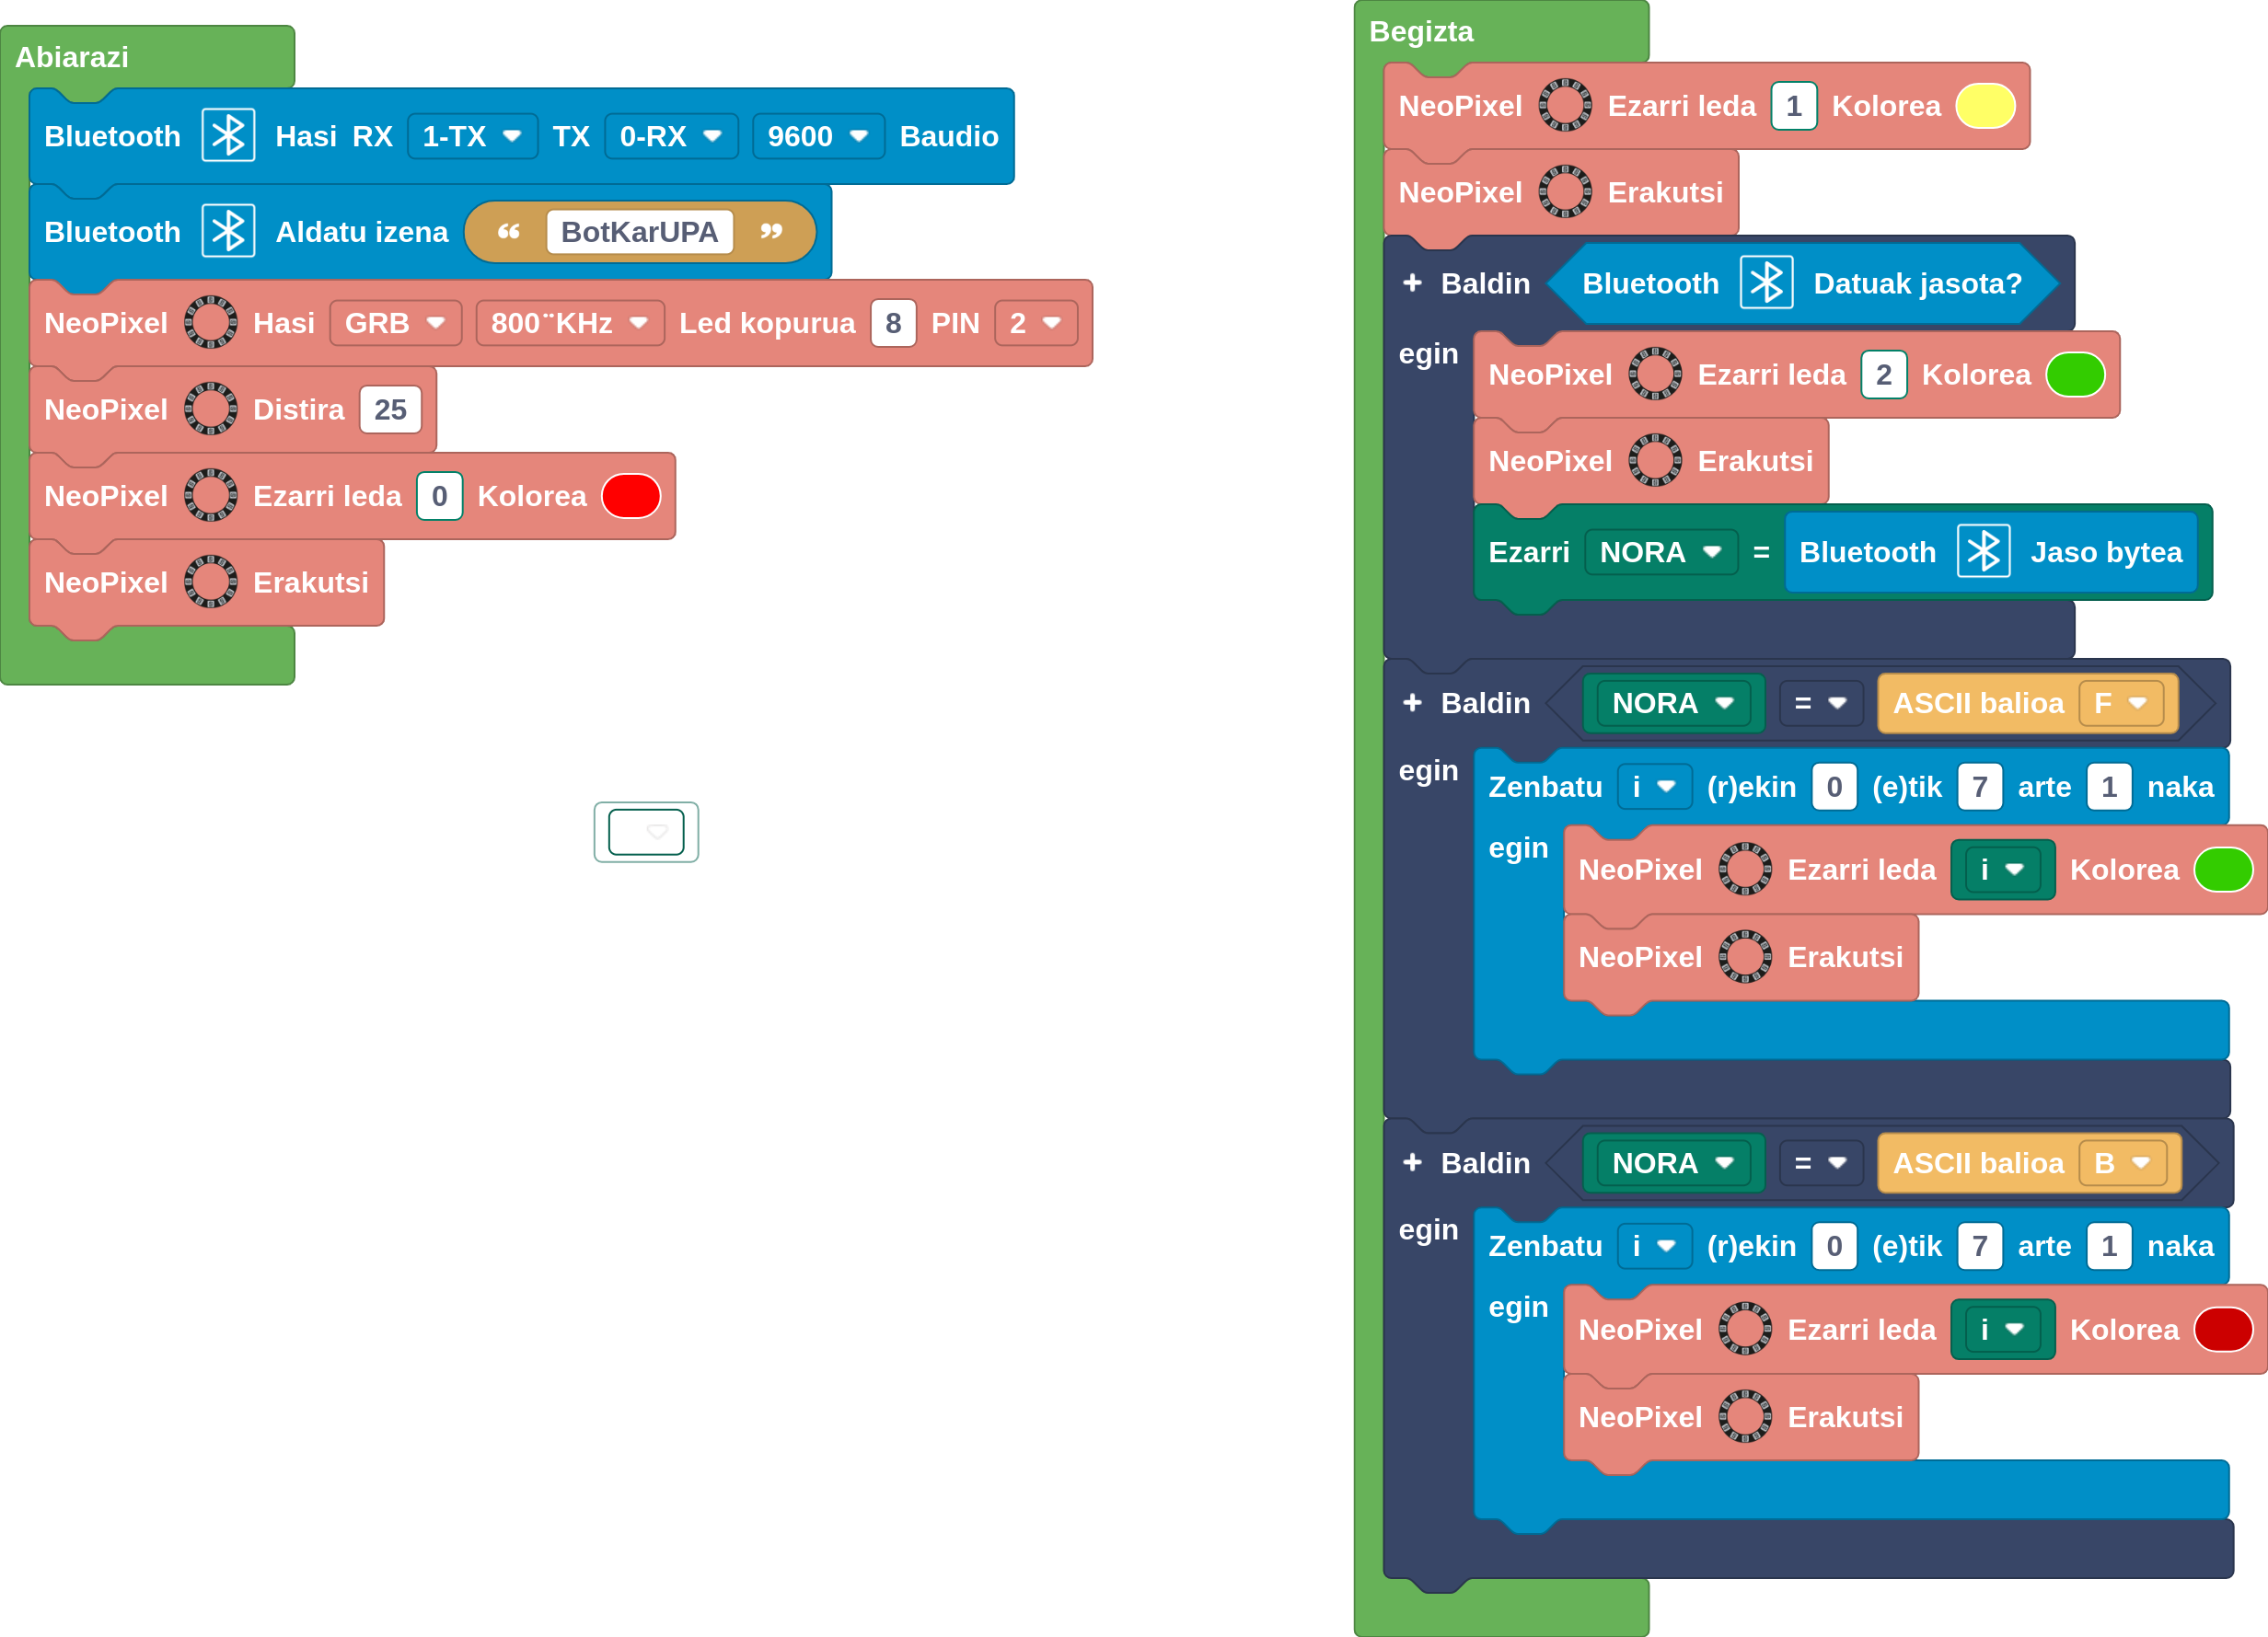 Abiarazi
Bluetooth Hasi RX 1-TX TX 0-RX 9600 Baudio
Bluetooth Aldatu izena “ BotKarUPA ”
NeoPixel Hasi GRB 800¨KHz Led kopurua 8 PIN 2
NeoPixel Distira 25
NeoPixel Ezarri leda 0 Kolorea
NeoPixel Erakutsi
Begizta
NeoPixel Ezarri leda 1 Kolorea
NeoPixel Erakutsi
+ Baldin Bluetooth Datuak jasota?
egin
NeoPixel Ezarri leda 2 Kolorea
NeoPixel Erakutsi
Ezarri NORA = Bluetooth Jaso bytea
+ Baldin NORA = ASCII balioa F
egin
Zenbatu i (r)ekin 0 (e)tik 7 arte 1 naka
egin
NeoPixel Ezarri leda i Kolorea
NeoPixel Erakutsi
+ Baldin NORA = ASCII balioa B
egin
Zenbatu i (r)ekin 0 (e)tik 7 arte 1 naka
egin
NeoPixel Ezarri leda i Kolorea
NeoPixel Erakutsi